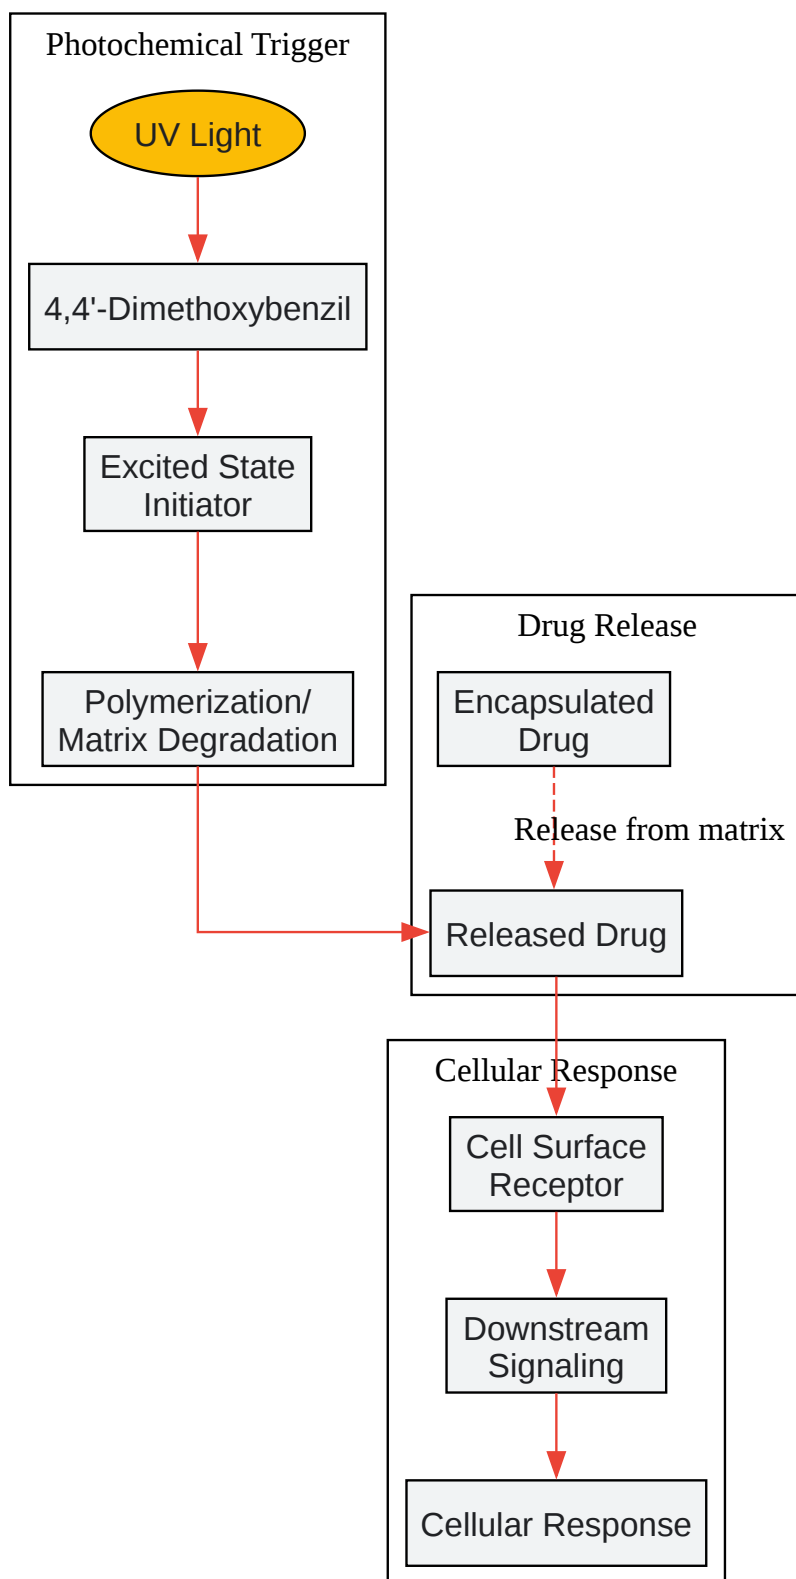 Photochemical Trigger
UV Light
4,4'-Dimethoxybenzil
Excited State
Initiator
Polymerization/
Matrix Degradation
Drug Release
Encapsulated
Drug
Release from matrix
Released Drug
Cellular Response
Cell Surface
Receptor
Downstream
Signaling
Cellular Response